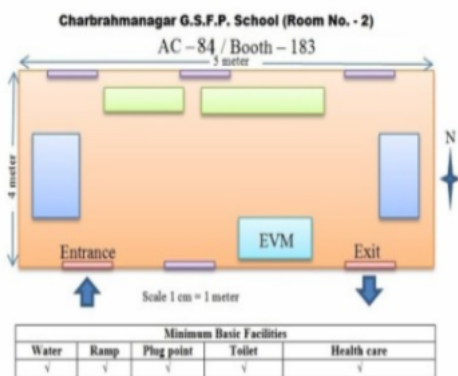 Charbrahmanagar G.S.F.P. School (Room No. - 2)
AC – 84 / Booth – 183
5 meter
4 meter
N
EVM
Entrance
Exit
Scale 1 cm = 1 meter
Minimum Basic Facilities
Water Ramp Plug point Toilet Health care
√ √ √ √ √